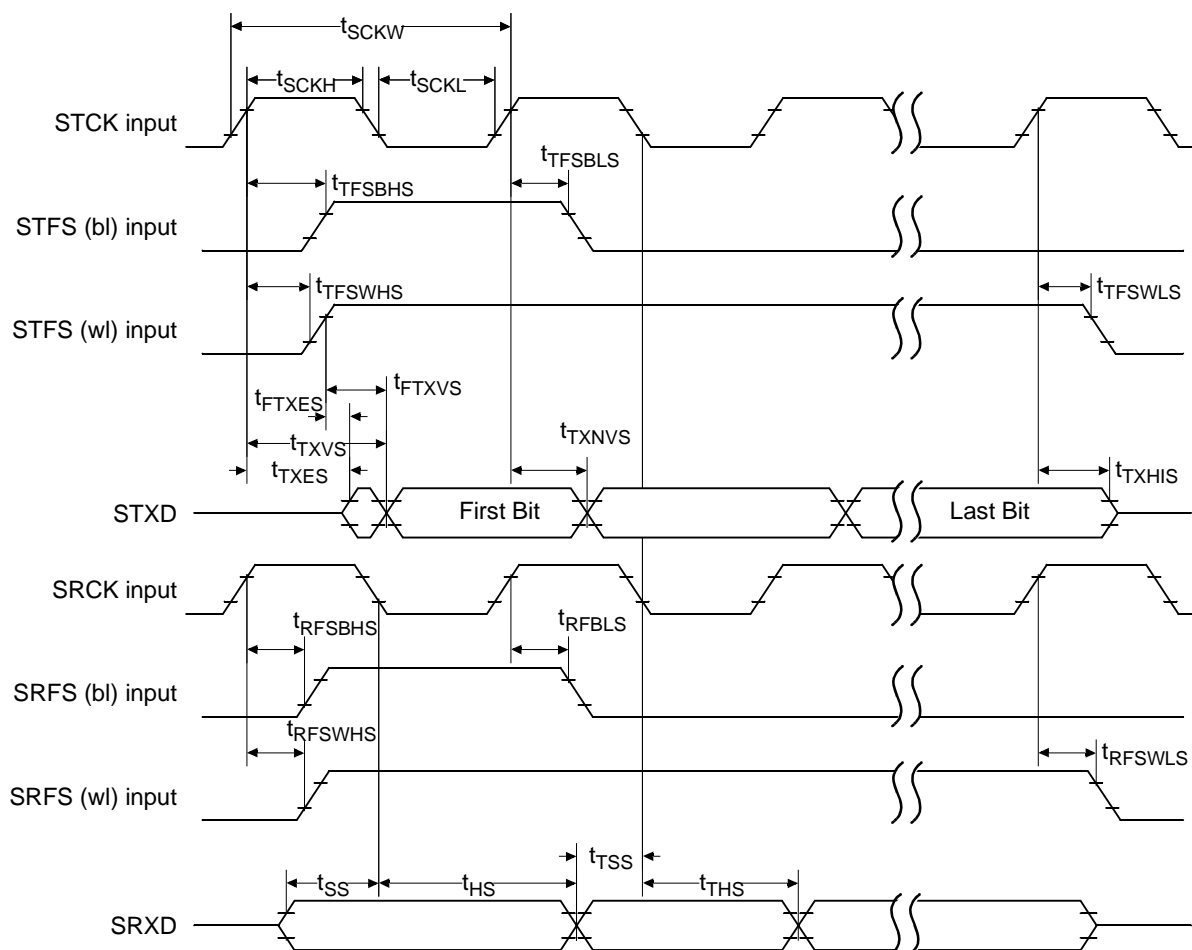 tSCKW
tSCKH
tSCKL
STCK input
tTFSBLS
tTFSBHS
STFS (bl) input
tTFSWHS
tTFSWLS
STFS (wl) input
tFTXVS
tFTXES
tTXVS
tTXNVS
tTXES
tTXHIS
STXD
First Bit
Last Bit
SRCK input
tRFSBHS
tRFBLS
SRFS (bl) input
tRFSWHS
tRFSWLS
SRFS (wl) input
tTSS
tSS
tHS
tTHS
SRXD